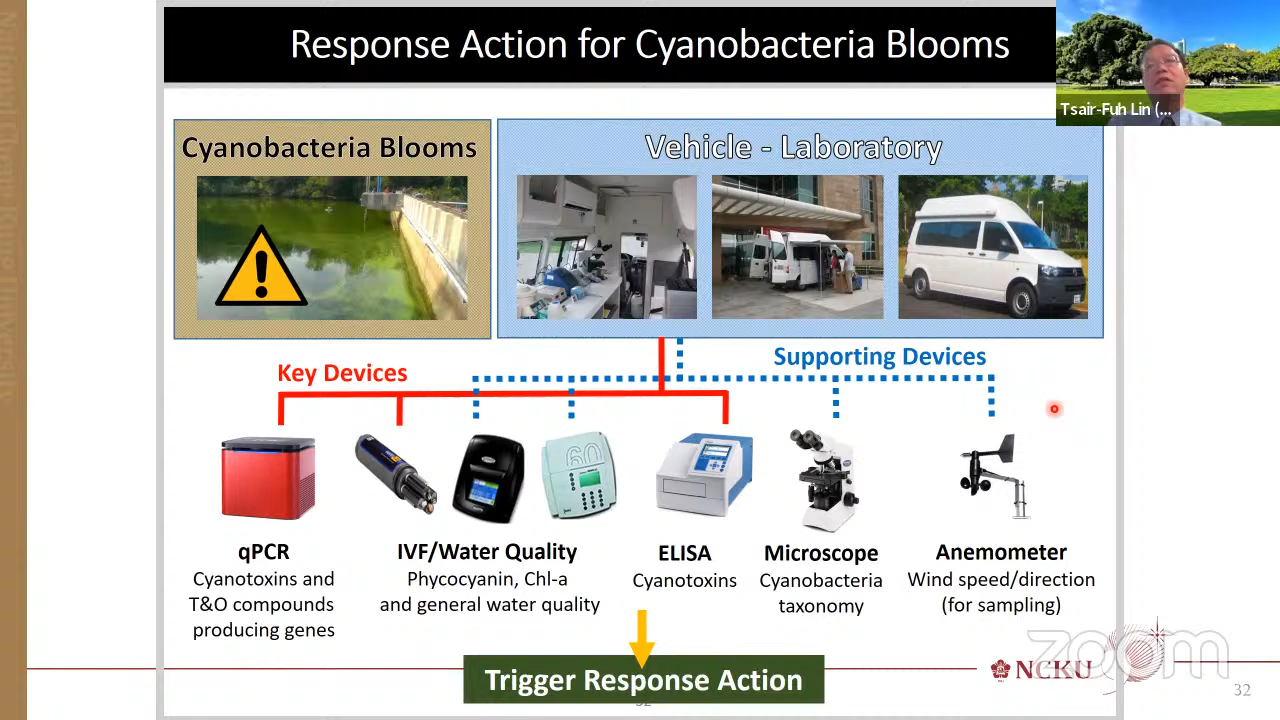 Response Action for Cyanobacteria Blooms
Tsair-Fuh Lin (...
Cyanobacteria Blooms
Vehicle - Laboratory
Key Devices
Supporting Devices
60
qPCR
Cyanotoxins and
T&O compounds
producing genes
IVF/Water Quality
Phycocyanin, Chl-a
and general water quality
ELISA
Cyanotoxins
Microscope
Cyanobacteria
taxonomy
Anemometer
Wind speed/direction
(for sampling)
Trigger Response Action
NCKU
zoom
32